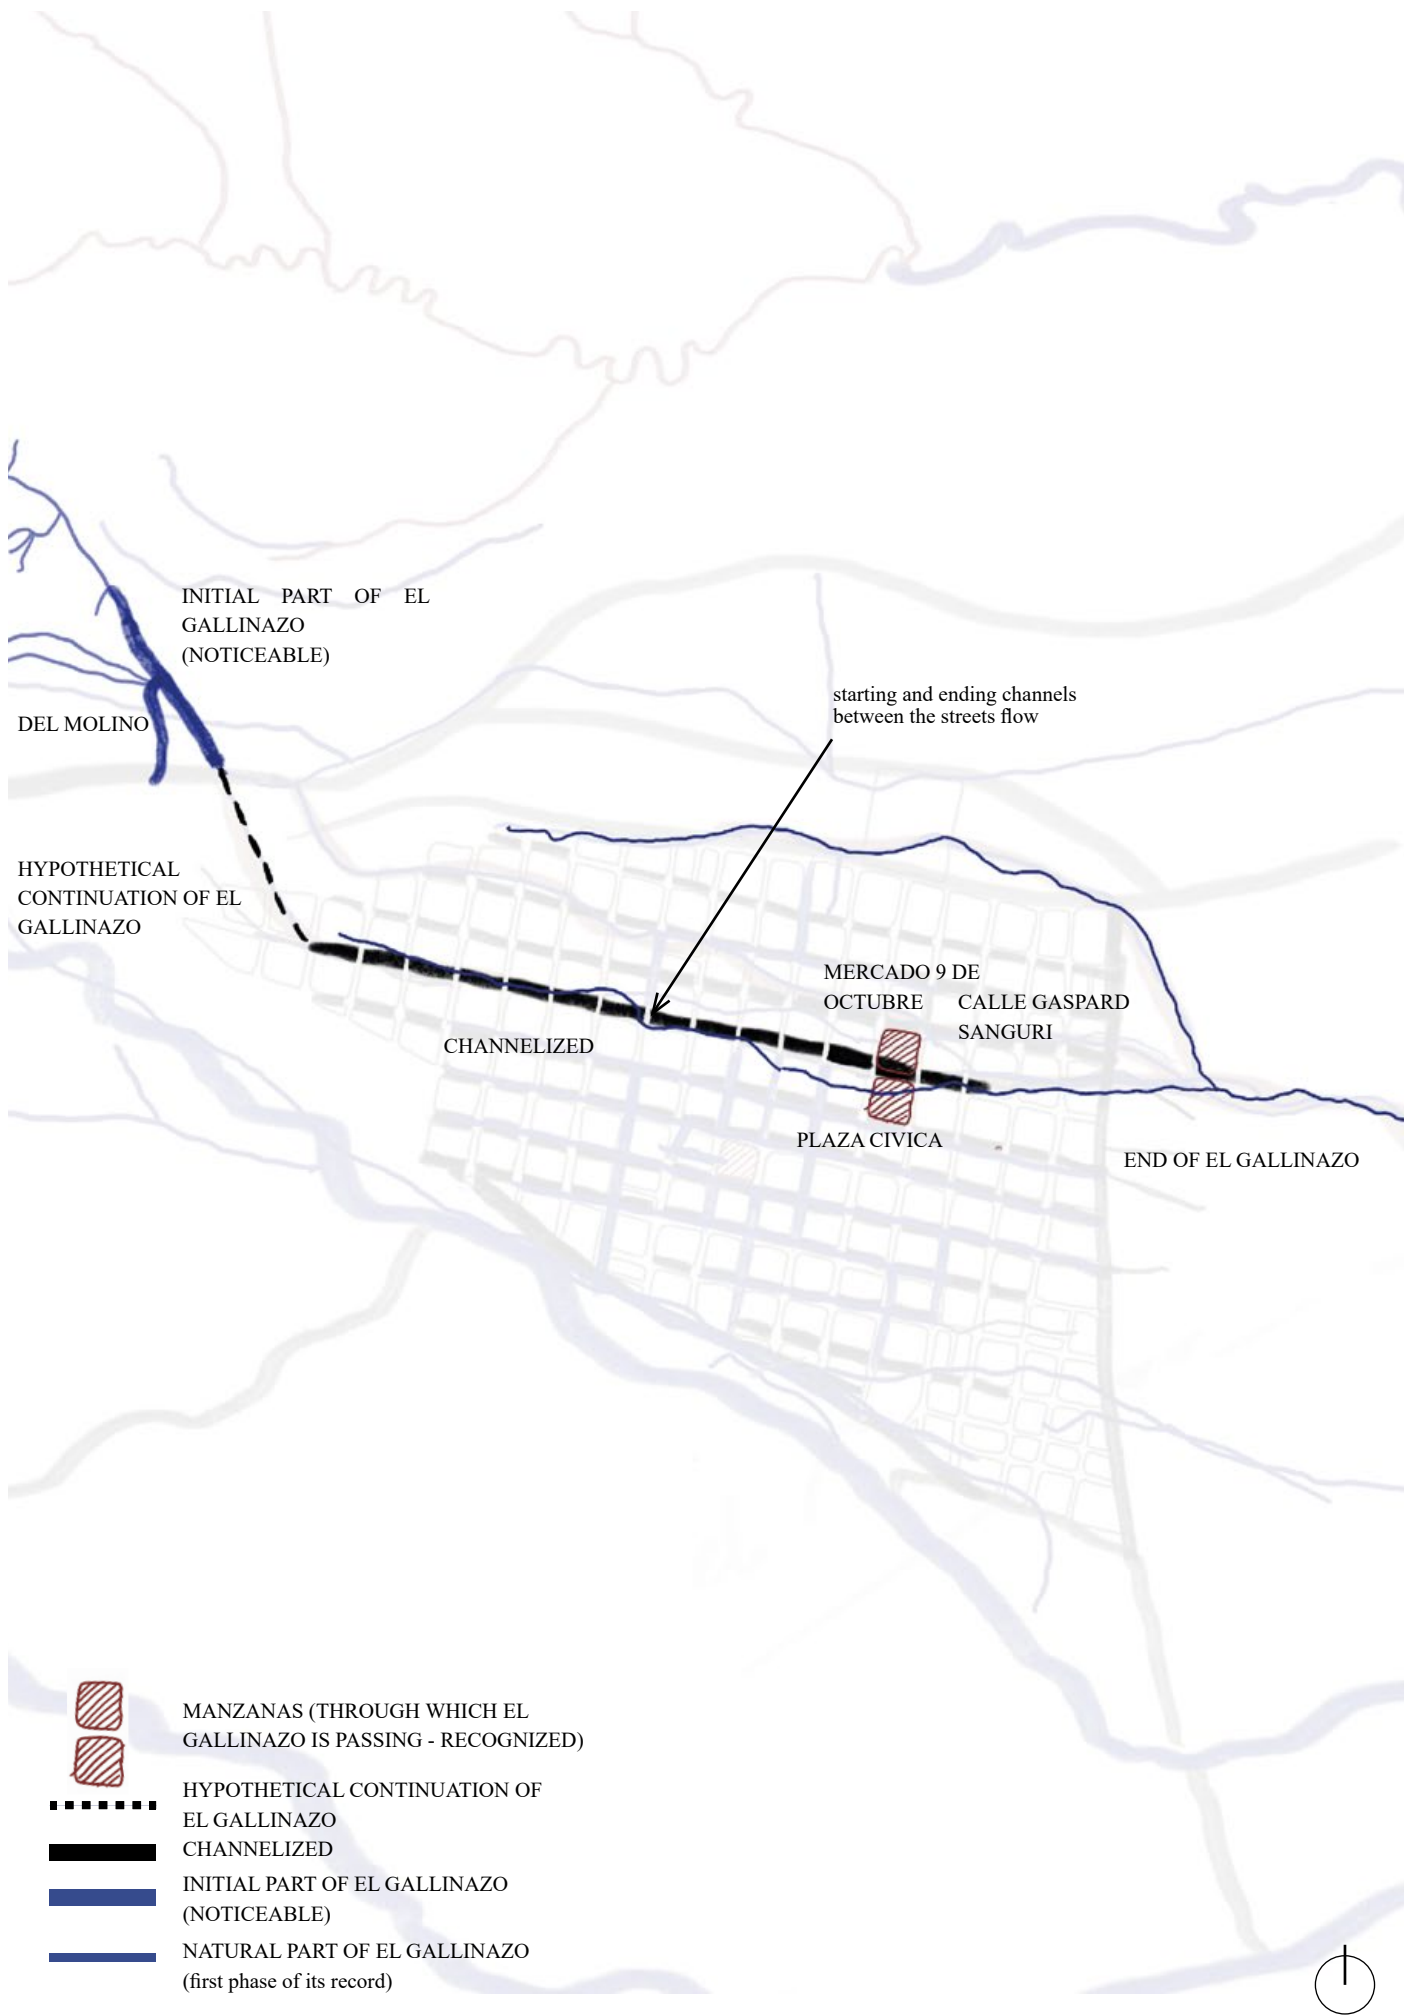 INITIAL PART OF EL
GALLINAZO
(NOTICEABLE)
DEL MOLINO
starting and ending channels
between the streets flow
HYPOTHETICAL
CONTINUATION OF EL
GALLINAZO
MERCADO 9 DE
OCTUBRE
CALLE GASPARD
SANGURI
CHANNELIZED
PLAZA CIVICA
END OF EL GALLINAZO
MANZANAS (THROUGH WHICH EL
GALLINAZO IS PASSING - RECOGNIZED)
HYPOTHETICAL CONTINUATION OF
EL GALLINAZO
CHANNELIZED
INITIAL PART OF EL GALLINAZO
(NOTICEABLE)
NATURAL PART OF EL GALLINAZO
(first phase of its record)